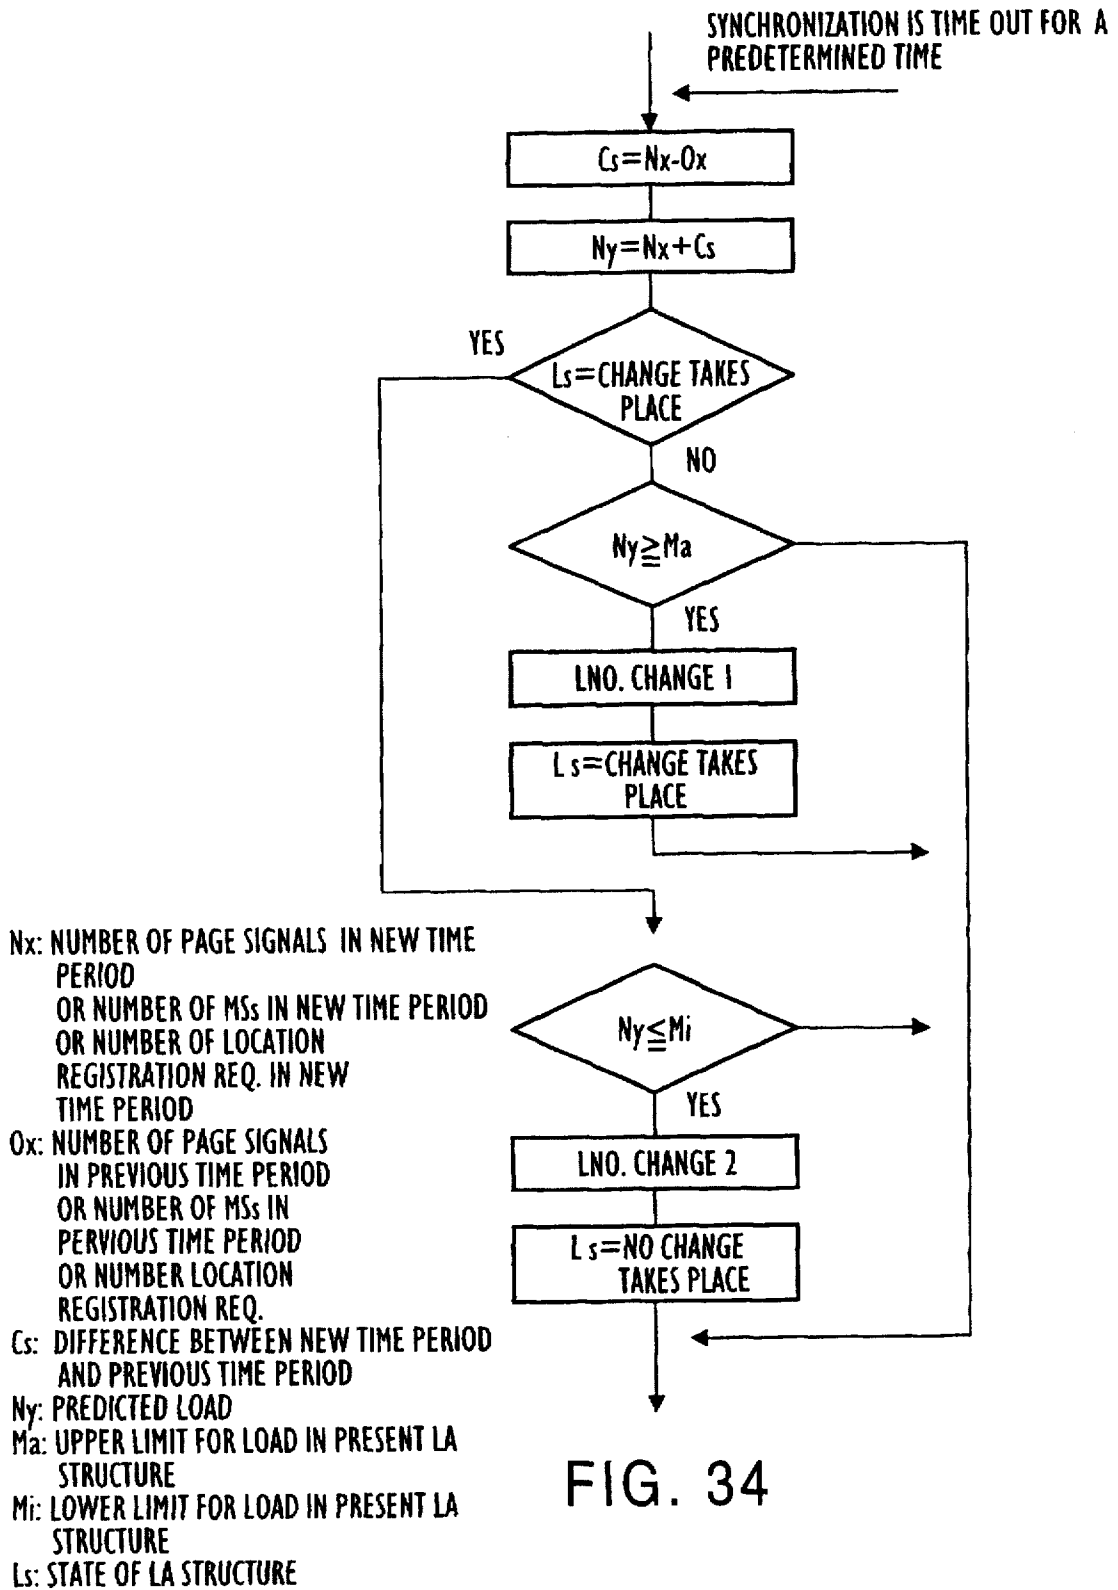 SYNCHRONIZATION IS TIME OUT FOR A
PREDETERMINED TIME
Cs=Nx-Ox
Ny=Nx+Cs
YES
Ls=CHANGE TAKES
PLACE
NO
Ny≧Ma
YES
LNO. CHANGE 1
Ls=CHANGE TAKES
PLACE
Ny≦Mi
YES
LNO. CHANGE 2
Ls=NO CHANGE
TAKES PLACE
Nx: NUMBER OF PAGE SIGNALS IN NEW TIME
PERIOD
OR NUMBER OF MSs IN NEW TIME PERIOD
OR NUMBER OF LOCATION
REGISTRATION REQ. IN NEW
TIME PERIOD
Ox: NUMBER OF PAGE SIGNALS
IN PREVIOUS TIME PERIOD
OR NUMBER OF MSs IN
PERVIOUS TIME PERIOD
OR NUMBER LOCATION
REGISTRATION REQ.
Cs: DIFFERENCE BETWEEN NEW TIME PERIOD
AND PREVIOUS TIME PERIOD
Ny: PREDICTED LOAD
Ma: UPPER LIMIT FOR LOAD IN PRESENT LA
STRUCTURE
Mi: LOWER LIMIT FOR LOAD IN PRESENT LA
STRUCTURE
Ls: STATE OF LA STRUCTURE
FIG. 34